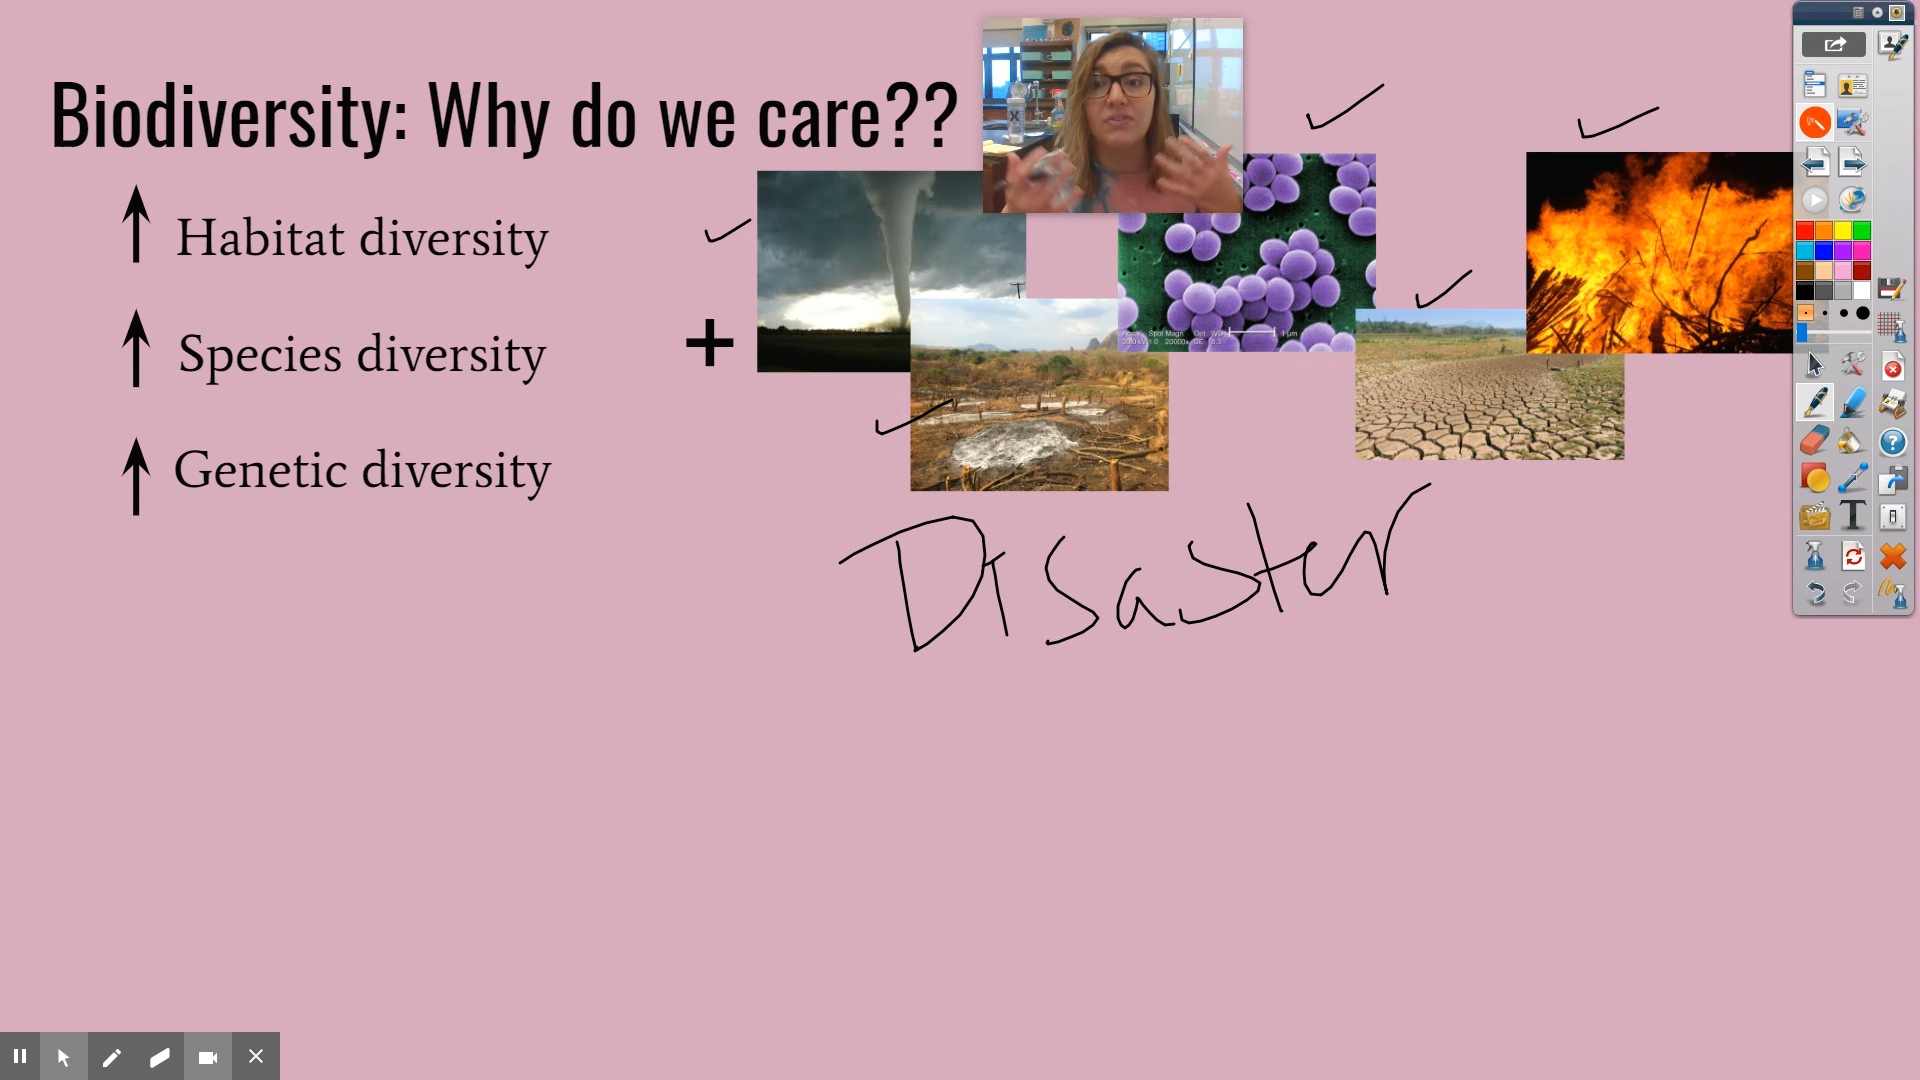 Biodiversity: Why do we care??
Habitat diversity
Species diversity
Genetic diversity
+
Disaster